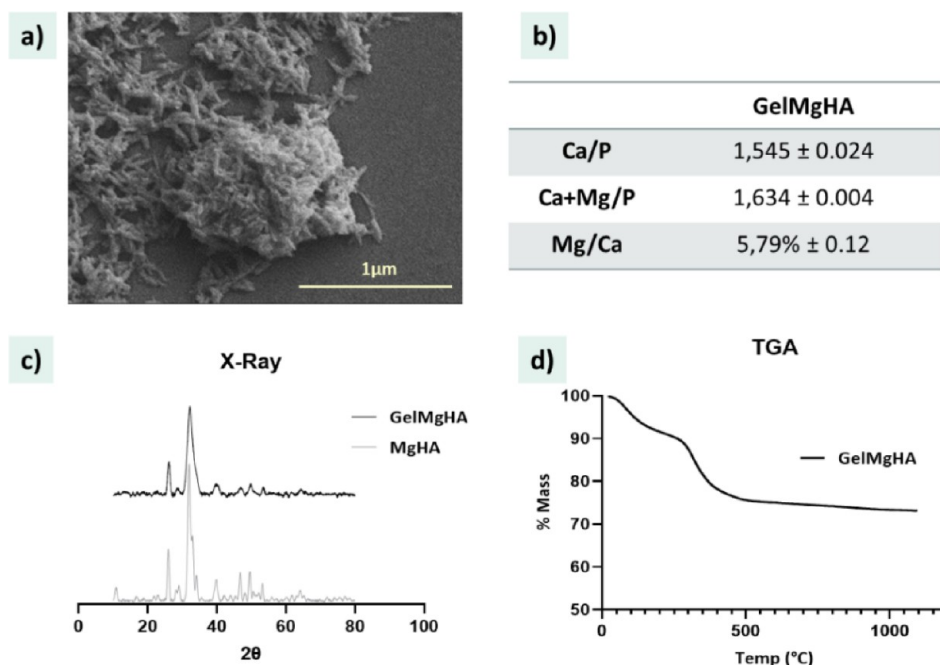 a)
1μm
b)
GelMgHA
Ca/P 1,545 ± 0.024
Ca+Mg/P 1,634 ± 0.004
Mg/Ca 5,79% ± 0.12
c)
X-Ray
GelMgHA
MgHA
0 20 40 60 80 100
2θ
d)
TGA
100
90
80
70
60
50
% Mass
GelMgHA
0 500 1000
Temp (°C)